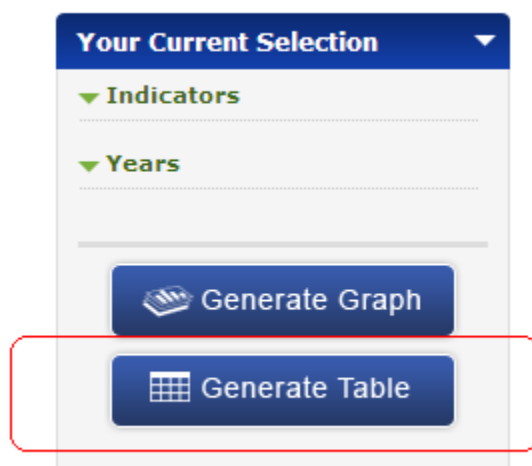 Your Current Selection
Indicators
Years
Generate Graph
Generate Table